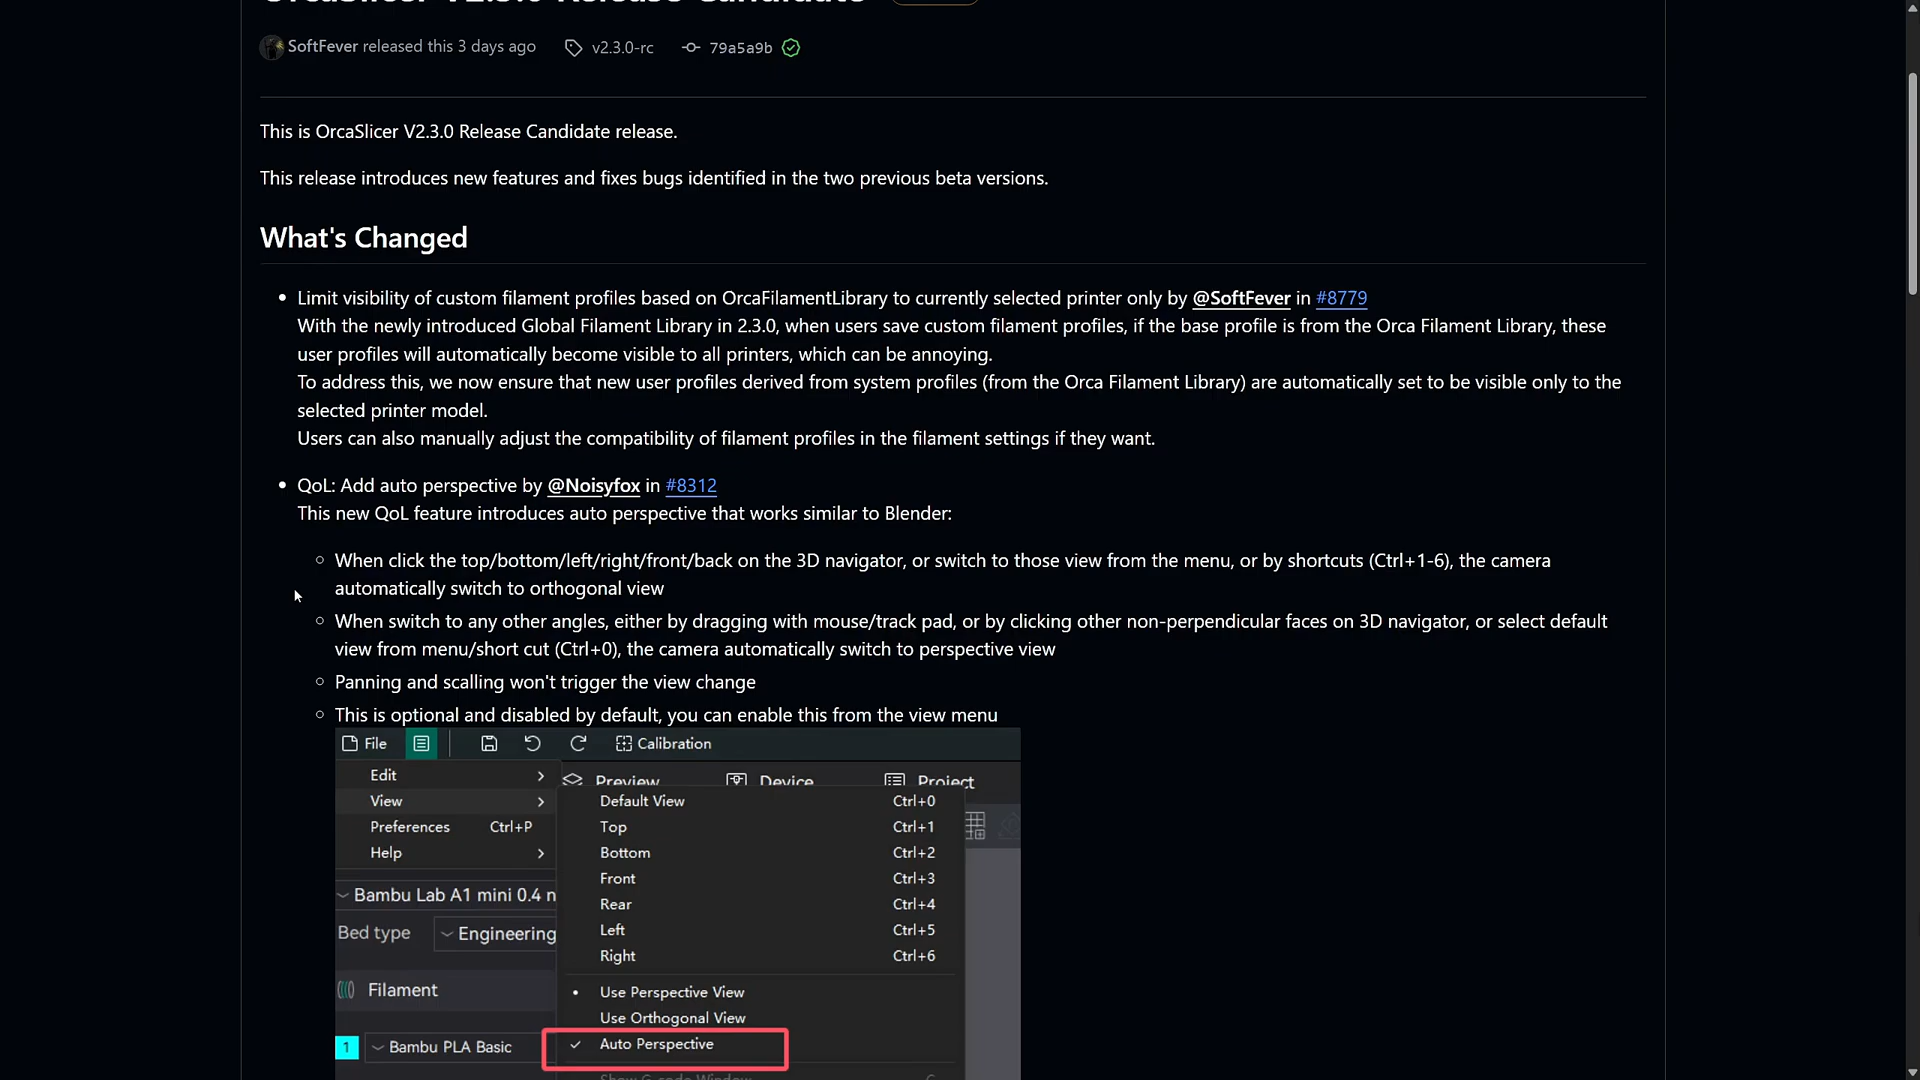 OrcaSlicer V2.3.0 Release Candidate
SoftFever released this 3 days ago v2.3.0-rc 79a5a9b
This is OrcaSlicer V2.3.0 Release Candidate release.
This release introduces new features and fixes bugs identified in the two previous beta versions.
What's Changed
• Limit visibility of custom filament profiles based on OrcaFilamentLibrary to currently selected printer only by @SoftFever in #8779
With the newly introduced Global Filament Library in 2.3.0, when users save custom filament profiles, if the base profile is from the Orca Filament Library, these
user profiles will automatically become visible to all printers, which can be annoying.
To address this, we now ensure that new user profiles derived from system profiles (from the Orca Filament Library) are automatically set to be visible only to the
selected printer model.
Users can also manually adjust the compatibility of filament profiles in the filament settings if they want.
• QoL: Add auto perspective by @Noisyfox in #8312
This new QoL feature introduces auto perspective that works similar to Blender:
○ When click the top/bottom/left/right/front/back on the 3D navigator, or switch to those view from the menu, or by shortcuts (Ctrl+1-6), the camera
automatically switch to orthogonal view
○ When switch to any other angles, either by dragging with mouse/track pad, or by clicking other non-perpendicular faces on 3D navigator, or select default
view from menu/short cut (Ctrl+0), the camera automatically switch to perspective view
○ Panning and scalling won't trigger the view change
○ This is optional and disabled by default, you can enable this from the view menu
File Calibration
Edit
Preview Device Project
View
Default View Ctrl+0
Preferences Ctrl+P
Top Ctrl+1
Help
Bottom Ctrl+2
Front Ctrl+3
Bambu Lab A1 mini 0.4 n
Rear Ctrl+4
Bed type Engineering
Left Ctrl+5
Right Ctrl+6
Filament
Use Perspective View
Use Orthogonal View
1 Bambu PLA Basic
Auto Perspective
Show G-code Window C